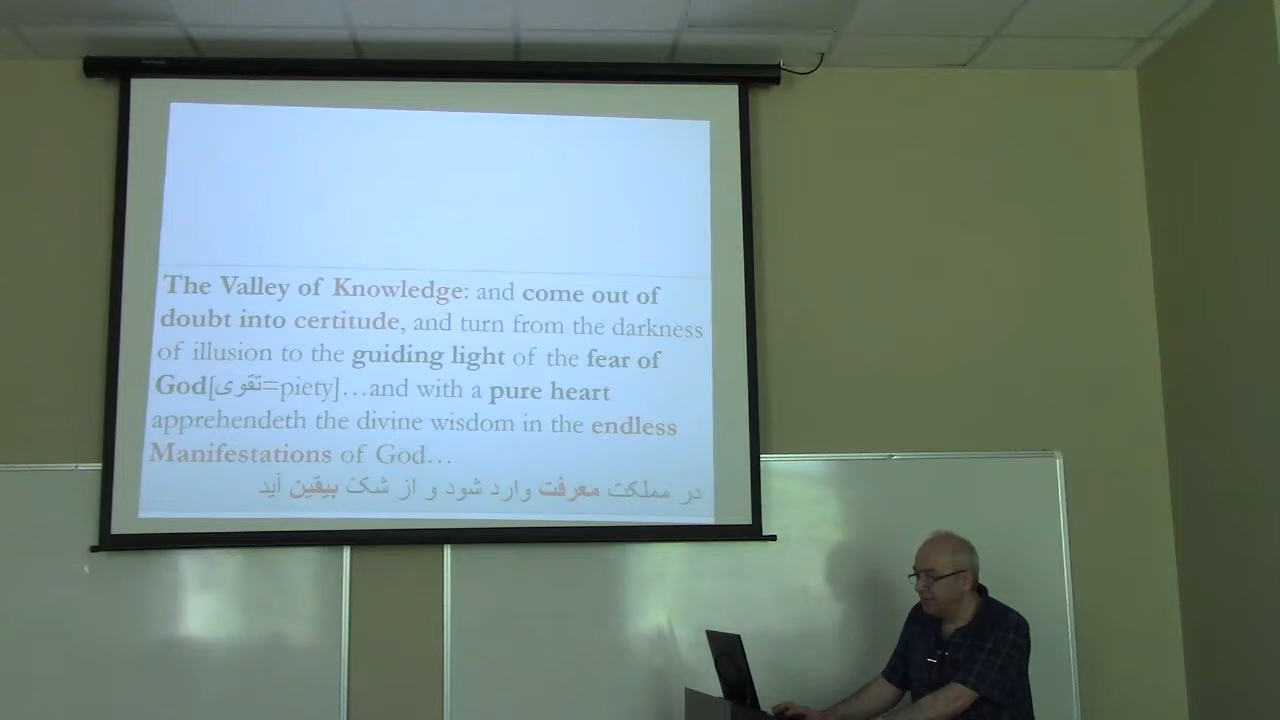 The Valley of Knowledge: and come out of
doubt into certitude, and turn from the darkness
of illusion to the guiding light of the fear of
God[تقوی=piety]…and with a pure heart
apprehendeth the divine wisdom in the endless
Manifestations of God…
در مملکت معرفت وارد شود و از شک بیقین آید